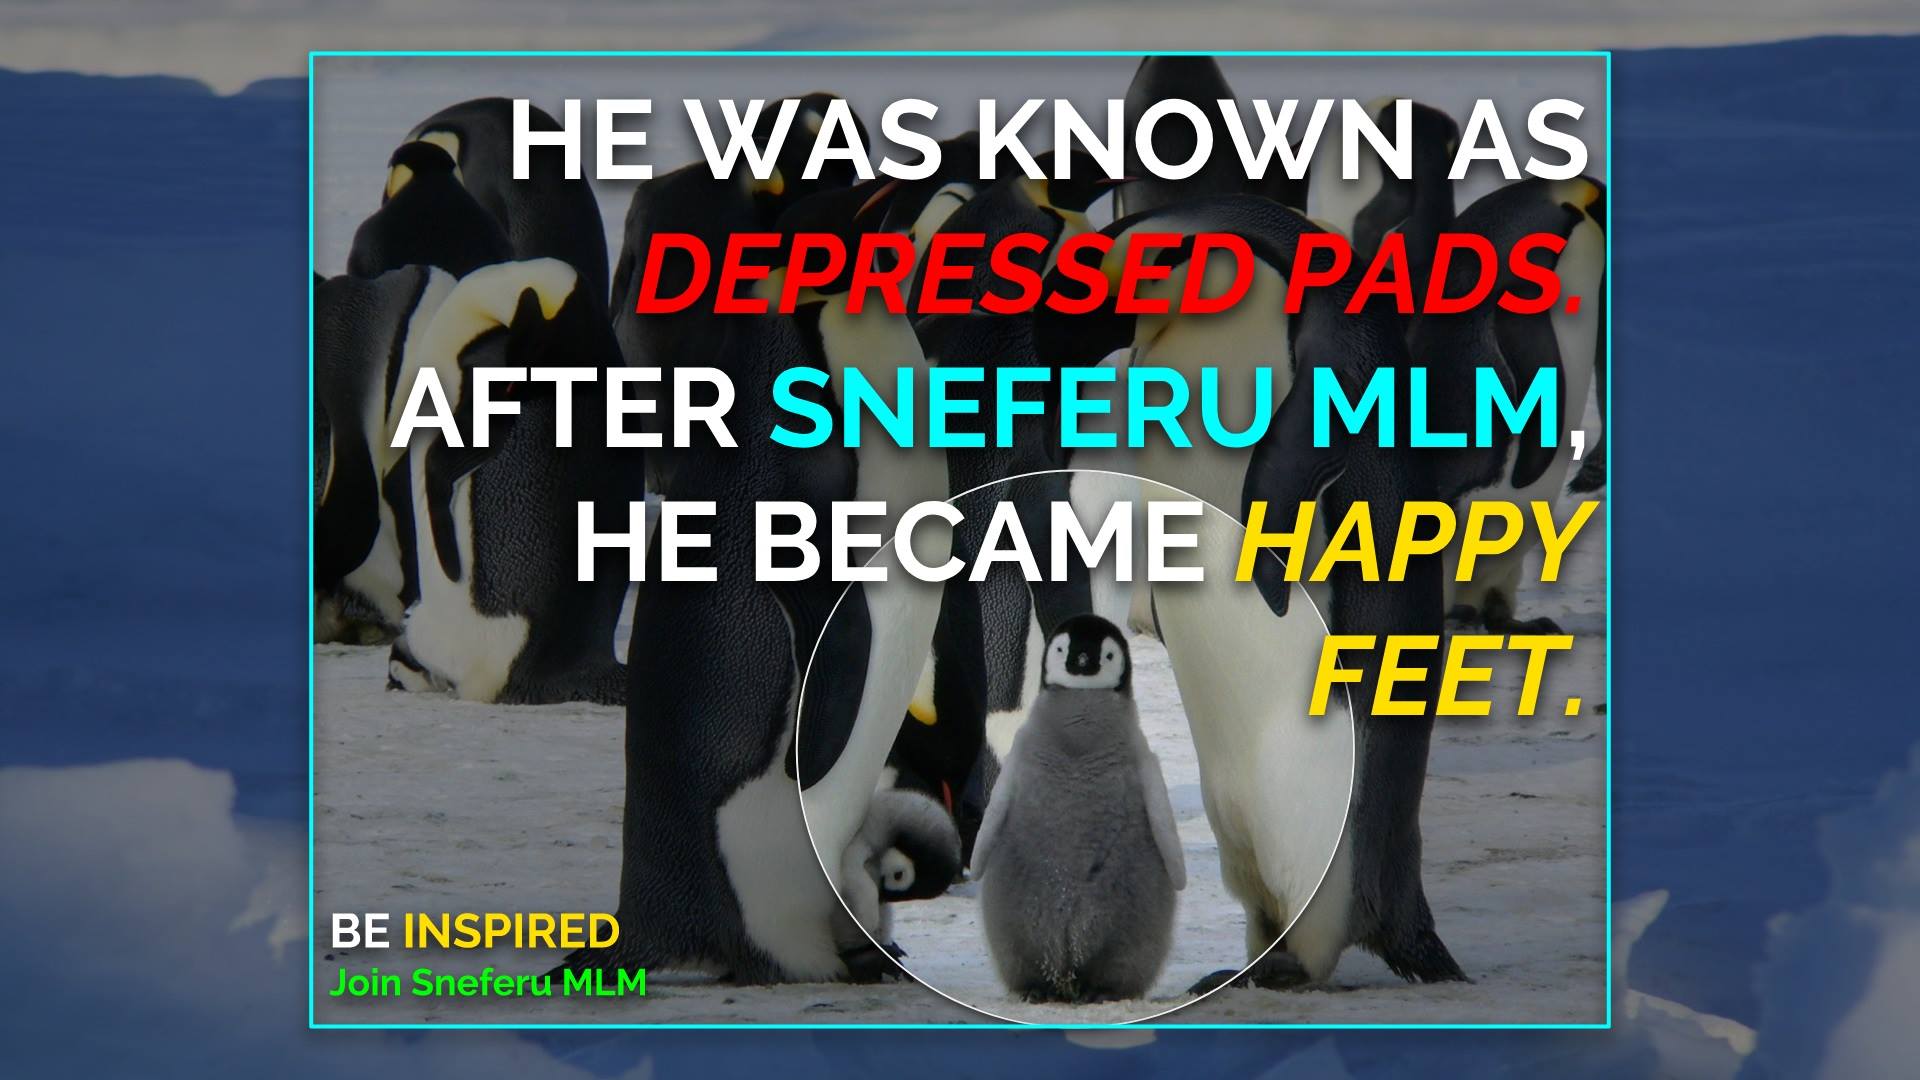 HE WAS KNOWN AS
DEPRESSED PADS.
AFTER SNEFERU MLM,
HE BECAME HAPPY
FEET.
BE INSPIRED
Join Sneferu MLM